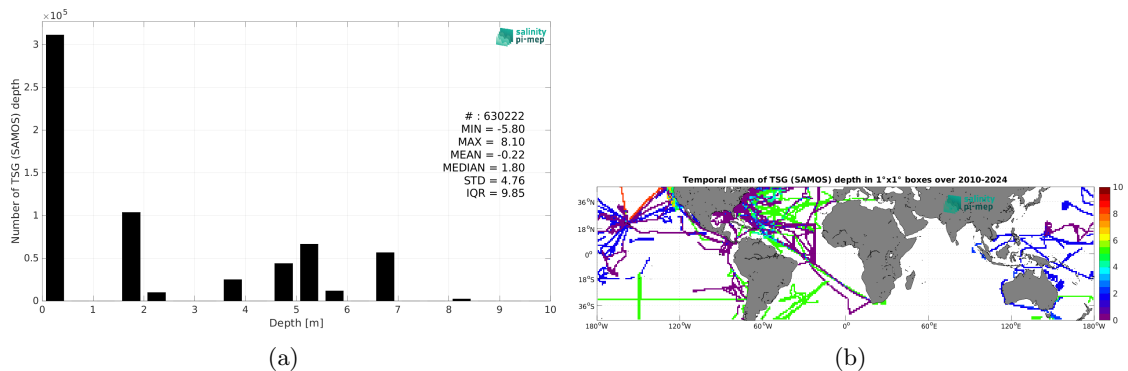 ×10⁵
salinity
pi-mep
3
2.5
2
1.5
1
0.5
0
Number of TSG (SAMOS) depth
# : 630222
MIN = -5.80
MAX = 8.10
MEAN = -0.22
MEDIAN = 1.80
STD = 4.76
IQR = 9.85
0 1 2 3 4 5 6 7 8 9 10
Depth [m]
(a)
Temporal mean of TSG (SAMOS) depth in 1°x1° boxes over 2010-2024
salinity
pi-mep
36°N
18°N
0°
18°S
36°S
180°W 120°W 60°W 0° 60°E 120°E 180°E
10
8
6
4
2
0
(b)